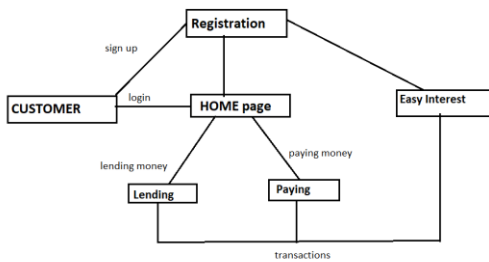 Registration
sign up
login
CUSTOMER
HOME page
Easy Interest
lending money
paying money
Lending
Paying
transactions